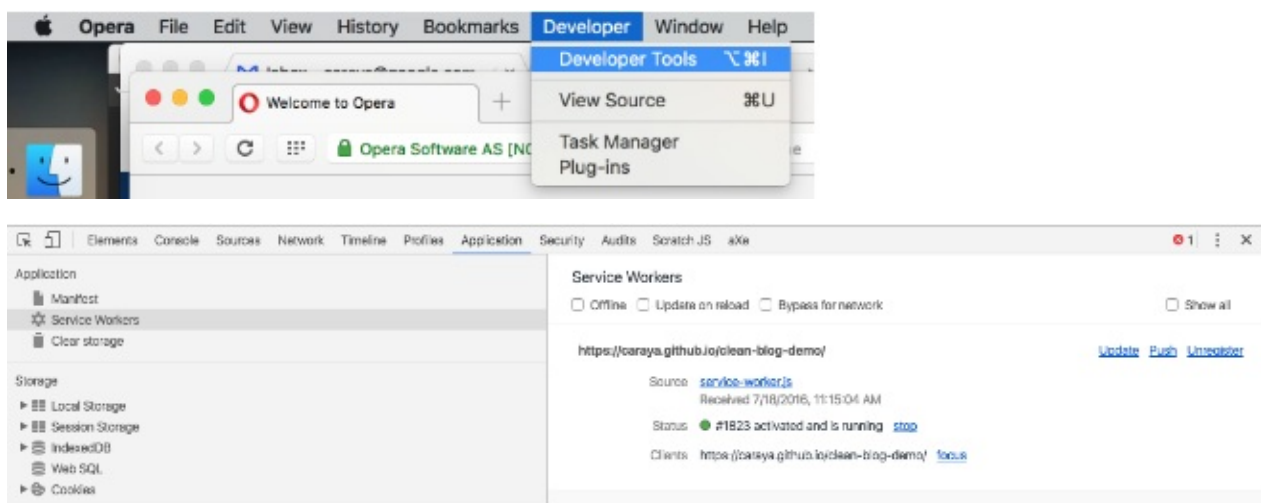 Opera File Edit View History Bookmarks Developer Window Help
Developer Tools ⌥⌘I
Welcome to Opera
View Source ⌘U
Opera Software AS [NO
Task Manager
Plug-ins
Elements Console Sources Network Timeline Profiles Application Security Audits Scratch JS aXe 1
Application
Manifest
Service Workers
Clear storage
Storage
Local Storage
Session Storage
IndexedDB
Web SQL
Cookies
Service Workers
Offline Update on reload Bypass for network Show all
https://caraya.github.io/clean-blog-demo/ Update Push Unregister
Source service-worker.js
Received 7/18/2016, 11:15:04 AM
Status #1823 activated and is running stop
Clients https://caraya.github.io/clean-blog-demo/ focus